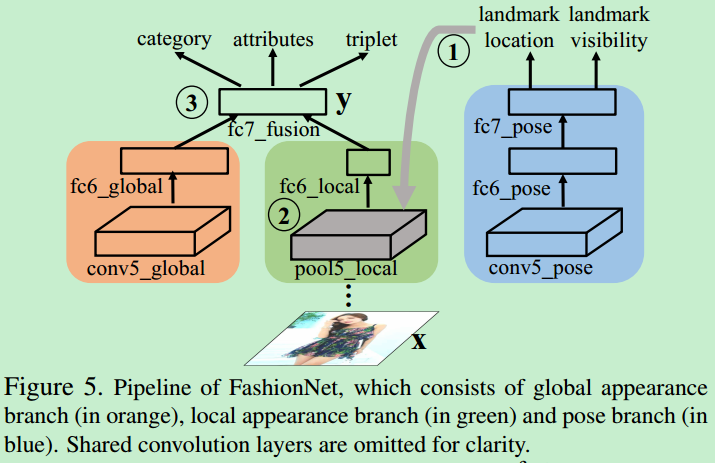 landmark landmark
category attributes triplet location visibility
1
3 y
fc7_fusion fc7_pose
fc6_global fc6_local fc6_pose
2
conv5_global pool5_local conv5_pose
x
Figure 5. Pipeline of FashionNet, which consists of global appearance
branch (in orange), local appearance branch (in green) and pose branch (in
blue). Shared convolution layers are omitted for clarity.